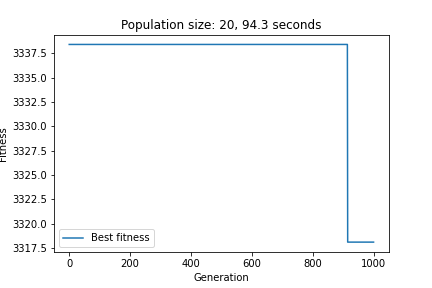 Population size: 20, 94.3 seconds
3337.5
3335.0
3332.5
3330.0
3327.5
3325.0
3322.5
3320.0
3317.5
Fitness
Best fitness
0 200 400 600 800 1000
Generation